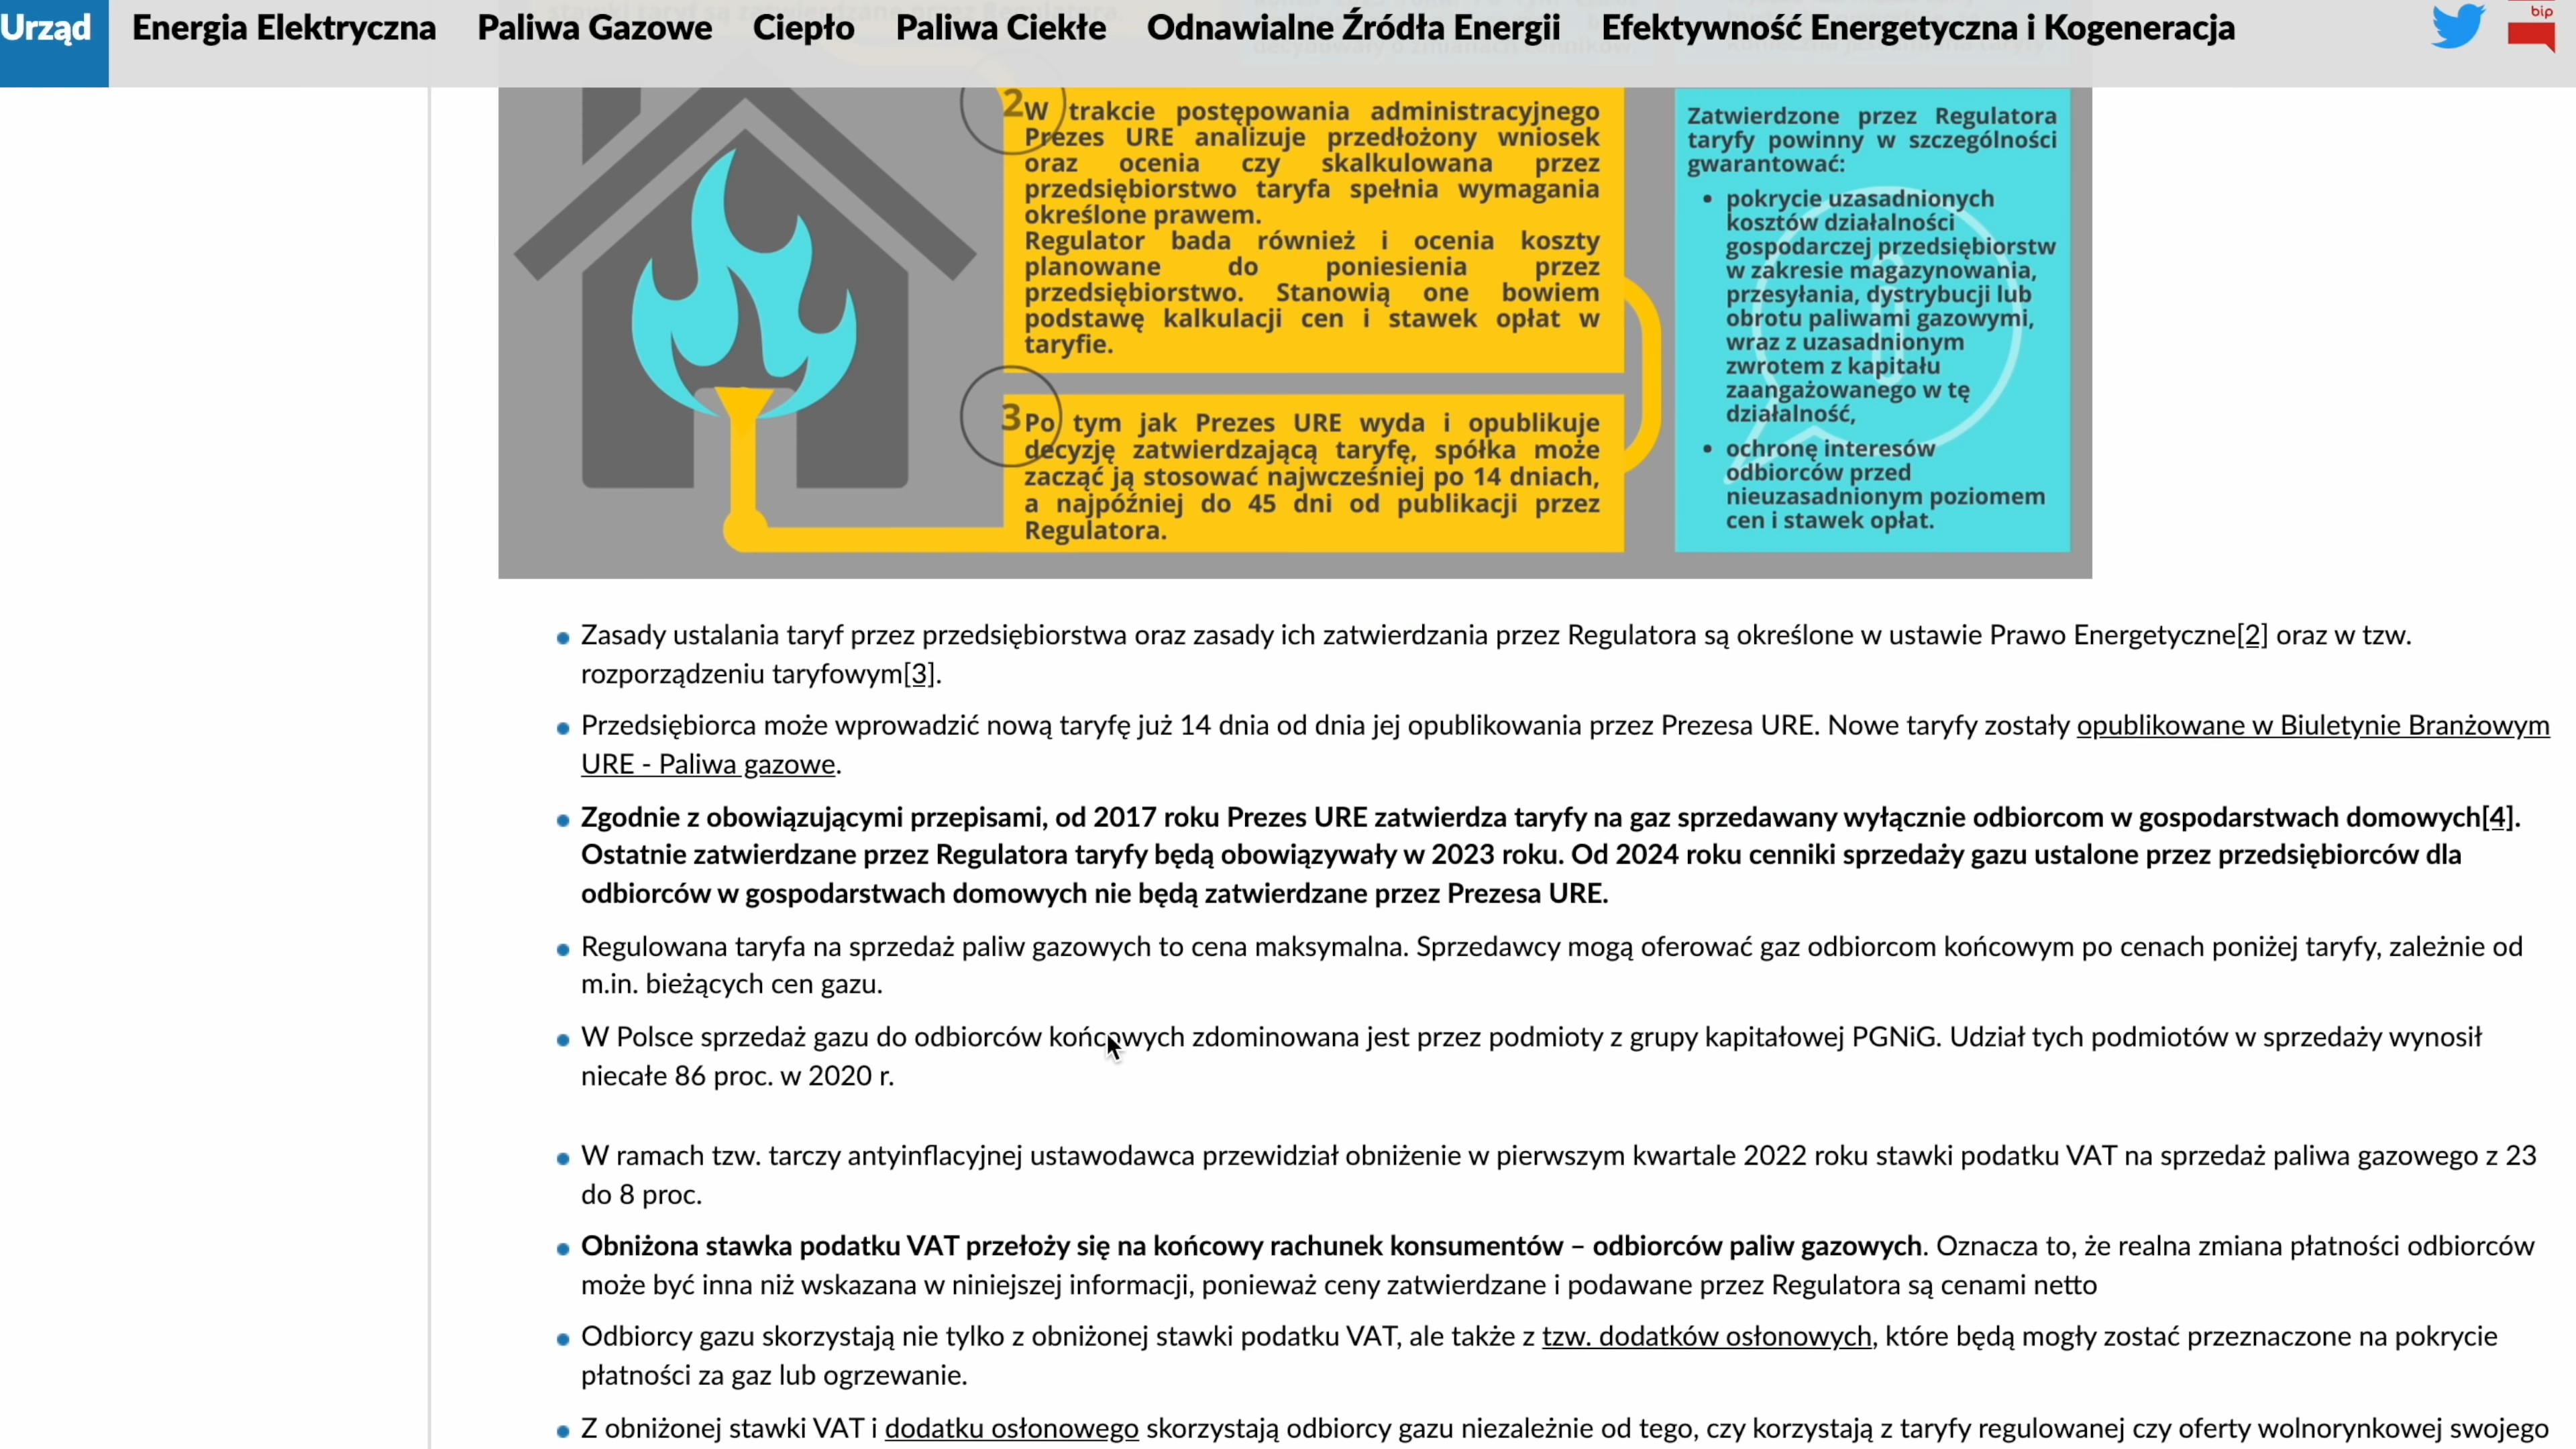 Urząd Energia Elektryczna Paliwa Gazowe Ciepło Paliwa Ciekłe Odnawialne Źródła Energii Efektywność Energetyczna i Kogeneracja bip
2
W trakcie postępowania administracyjnego
Prezes URE analizuje przedłożony wniosek
oraz ocenia czy skalkulowana przez
przedsiębiorstwo taryfa spełnia wymagania
określone prawem.
Regulator bada również i ocenia koszty
planowane do poniesienia przez
przedsiębiorstwo. Stanowią one bowiem
podstawę kalkulacji cen i stawek opłat w
taryfie.
3
Po tym jak Prezes URE wyda i opublikuje
decyzję zatwierdzającą taryfę, spółka może
zacząć ją stosować najwcześniej po 14 dniach,
a najpóźniej do 45 dni od publikacji przez
Regulatora.
Zatwierdzone przez Regulatora
taryfy powinny w szczególności
gwarantować:
• pokrycie uzasadnionych
kosztów działalności
gospodarczej przedsiębiorstw
w zakresie magazynowania,
przesyłania, dystrybucji lub
obrotu paliwami gazowymi,
wraz z uzasadnionym
zwrotem z kapitału
zaangażowanego w tę
działalność,
• ochronę interesów
odbiorców przed
nieuzasadnionym poziomem
cen i stawek opłat.
• Zasady ustalania taryf przez przedsiębiorstwa oraz zasady ich zatwierdzania przez Regulatora są określone w ustawie Prawo Energetyczne[2] oraz w tzw.
rozporządzeniu taryfowym[3].
• Przedsiębiorca może wprowadzić nową taryfę już 14 dnia od dnia jej opublikowania przez Prezesa URE. Nowe taryfy zostały opublikowane w Biuletynie Branżowym
URE - Paliwa gazowe.
• Zgodnie z obowiązującymi przepisami, od 2017 roku Prezes URE zatwierdza taryfy na gaz sprzedawany wyłącznie odbiorcom w gospodarstwach domowych[4].
Ostatnie zatwierdzane przez Regulatora taryfy będą obowiązywały w 2023 roku. Od 2024 roku cenniki sprzedaży gazu ustalone przez przedsiębiorców dla
odbiorców w gospodarstwach domowych nie będą zatwierdzane przez Prezesa URE.
• Regulowana taryfa na sprzedaż paliw gazowych to cena maksymalna. Sprzedawcy mogą oferować gaz odbiorcom końcowym po cenach poniżej taryfy, zależnie od
m.in. bieżących cen gazu.
• W Polsce sprzedaż gazu do odbiorców końcowych zdominowana jest przez podmioty z grupy kapitałowej PGNiG. Udział tych podmiotów w sprzedaży wynosił
niecałe 86 proc. w 2020 r.
• W ramach tzw. tarczy antyinflacyjnej ustawodawca przewidział obniżenie w pierwszym kwartale 2022 roku stawki podatku VAT na sprzedaż paliwa gazowego z 23
do 8 proc.
• Obniżona stawka podatku VAT przełoży się na końcowy rachunek konsumentów – odbiorców paliw gazowych. Oznacza to, że realna zmiana płatności odbiorców
może być inna niż wskazana w niniejszej informacji, ponieważ ceny zatwierdzane i podawane przez Regulatora są cenami netto
• Odbiorcy gazu skorzystają nie tylko z obniżonej stawki podatku VAT, ale także z tzw. dodatków osłonowych, które będą mogły zostać przeznaczone na pokrycie
płatności za gaz lub ogrzewanie.
• Z obniżonej stawki VAT i dodatku osłonowego skorzystają odbiorcy gazu niezależnie od tego, czy korzystają z taryfy regulowanej czy oferty wolnorynkowej swojego